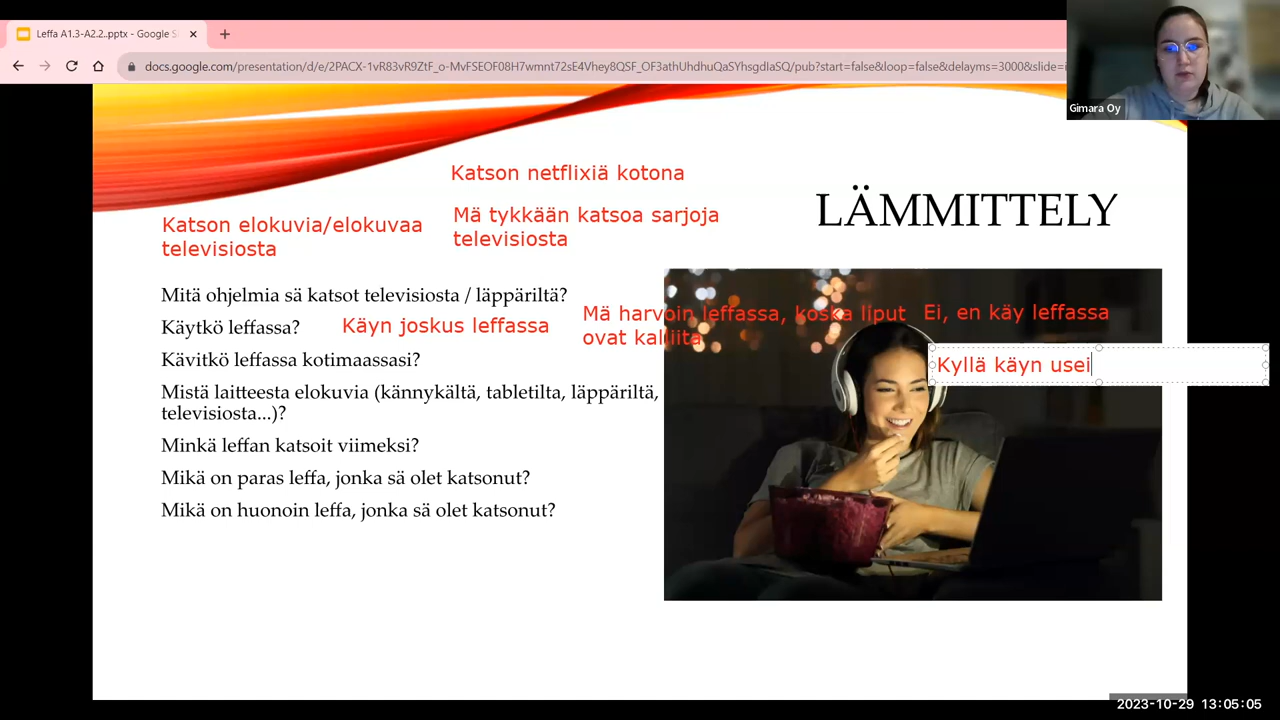 Leffa A1.3-A2.2..pptx - Google S
docs.google.com/presentation/d/e/2PACX-1vR83vR9ZtF_o-MvFSFOF08H7wmnt72sE4Vhey8QSF_OF3athUhdhuQaSYhsgdIaSQ/pub?start=false&loop=false&delayms=3000&slide=i
Gimara Oy
Katson netflixiä kotona
LÄMMITTELY
Katson elokuvia/elokuvaa
televisiosta
Mä tykkään katsoa sarjoja
televisiosta
Mitä ohjelmia sä katsot televisiosta / läppäriltä?
Käytkö leffassa?
Käyn joskus leffassa
Mä harvoin leffassa, koska liput
ovat kalliita
Ei, en käy leffassa
Kyllä käyn usei
Kävitkö leffassa kotimaassasi?
Mistä laitteesta elokuvia (kännykältä, tabletilta, läppäriltä,
televisiosta...)?
Minkä leffan katsoit viimeksi?
Mikä on paras leffa, jonka sä olet katsonut?
Mikä on huonoin leffa, jonka sä olet katsonut?
2023-10-29 13:05:05